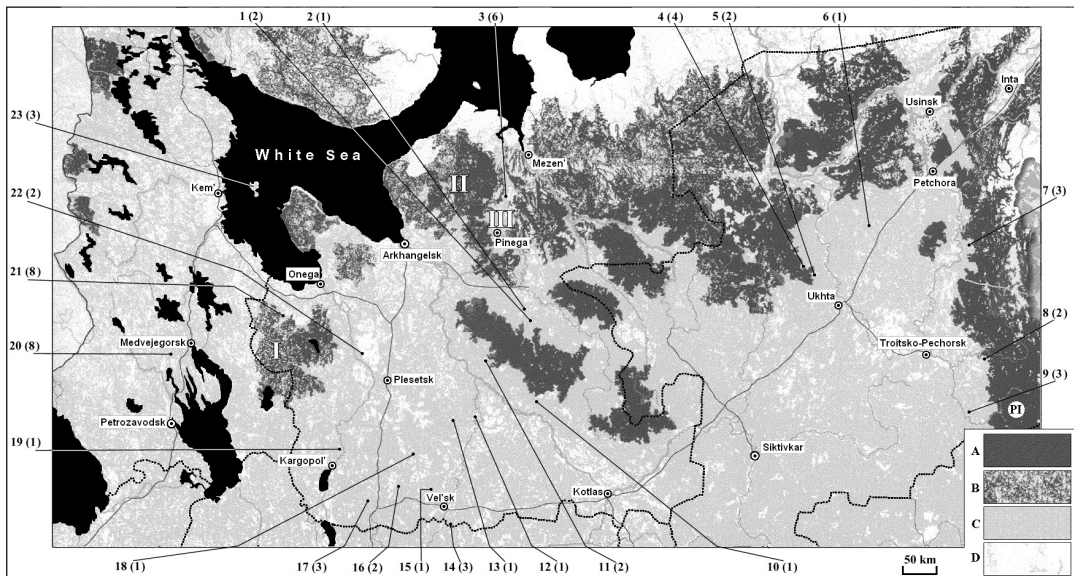 1 (2) 2 (1) 3 (6) 4 (4) 5 (2) 6 (1)
Inta
Usinsk
23 (3)
White Sea
Mezen'
Kem'
II
Petchora
22 (2)
7 (3)
III
Pinega
Arkhangelsk
21 (8)
Onega
Ukhta
8 (2)
20 (8)
Medvejegorsk
I
Troitsko-Pechorsk
9 (3)
Plesetsk
PI
Petrozavodsk
A
19 (1)
Kargopol'
Siktivkar
B
Vel'sk
Kotlas
C
50 km
D
18 (1) 17 (3) 16 (2) 15 (1) 14 (3) 13 (1) 12 (1) 11 (2) 10 (1)